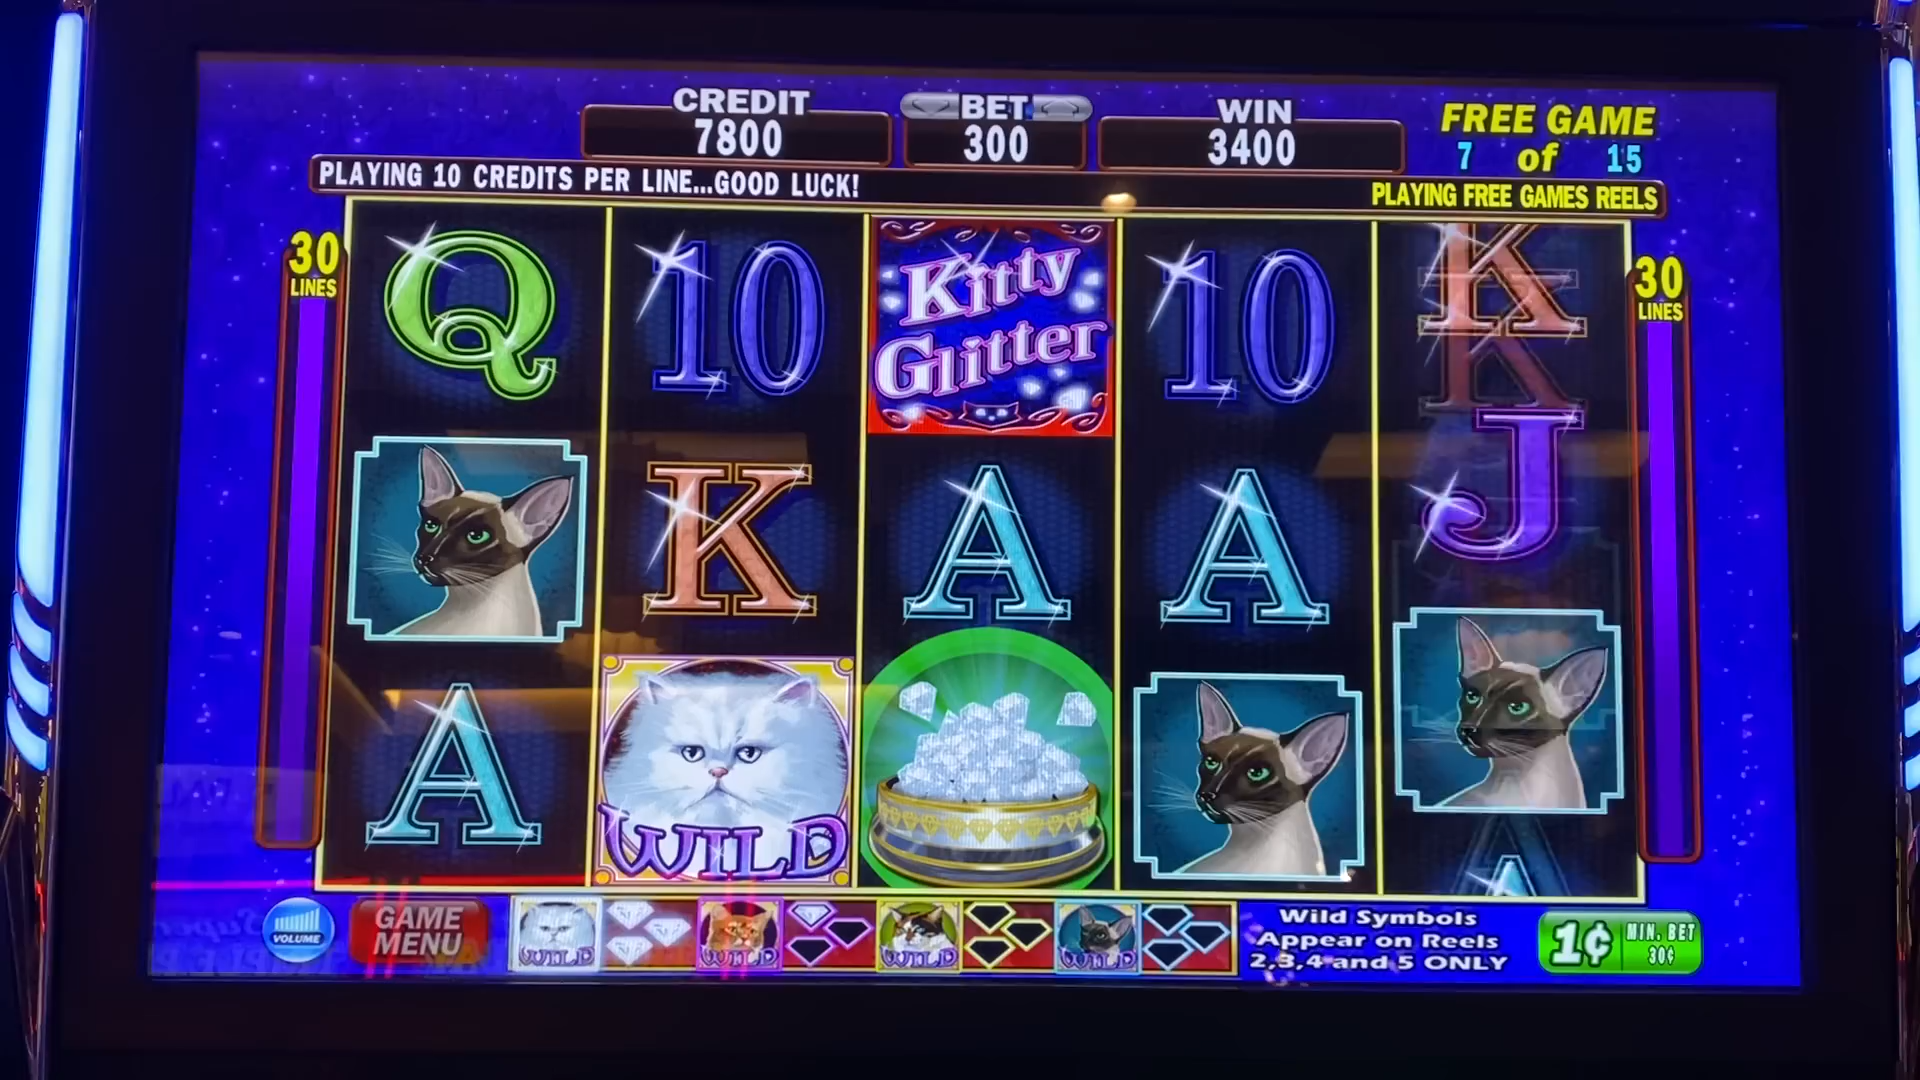 CREDIT
7800
BET
300
WIN
3400
FREE GAME
7 of 15
PLAYING 10 CREDITS PER LINE...GOOD LUCK!
PLAYING FREE GAMES REELS
30
LINES
30
LINES
Q
10
Kitty
Glitter
10
K
K
J
K
A
A
A
WILD
A
VOLUME
GAME
MENU
WILD
WILD
WILD
WILD
Wild Symbols
Appear on Reels
2,3,4 and 5 ONLY
1¢
MIN. BET
30¢